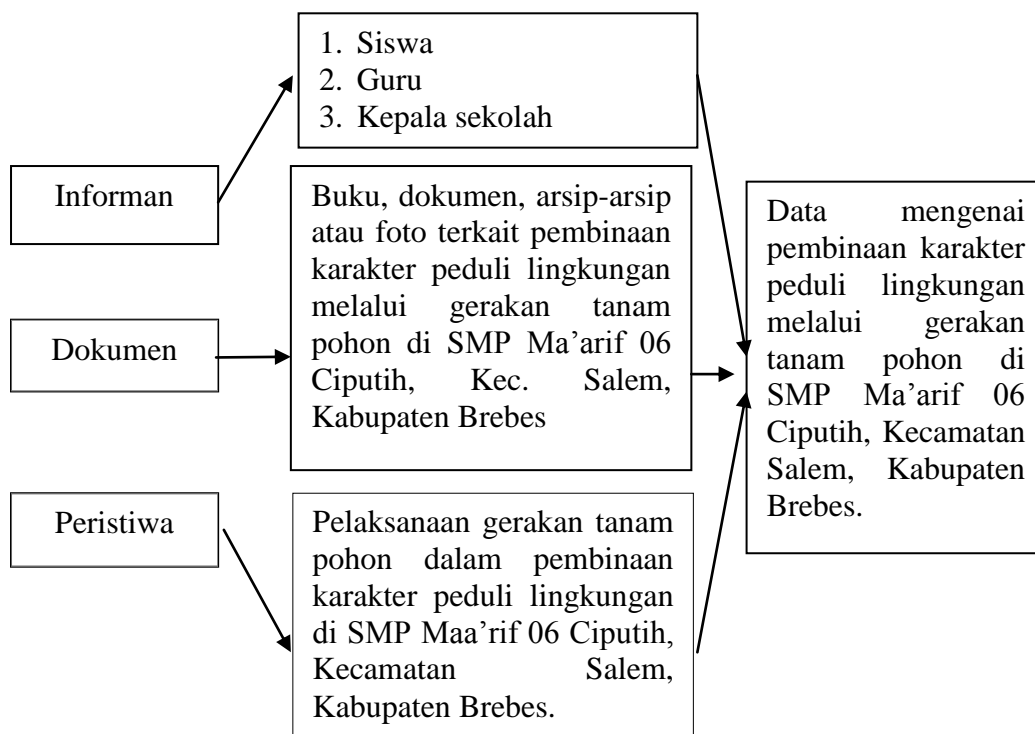 1. Siswa
2. Guru
3. Kepala sekolah
Informan
Buku, dokumen, arsip-arsip
atau foto terkait pembinaan
karakter peduli lingkungan
melalui gerakan tanam
pohon di SMP Ma’arif 06
Ciputih, Kec. Salem,
Kabupaten Brebes
Dokumen
Peristiwa
Pelaksanaan gerakan tanam
pohon dalam pembinaan
karakter peduli lingkungan
di SMP Maa’rif 06 Ciputih,
Kecamatan Salem,
Kabupaten Brebes.
Data mengenai
pembinaan karakter
peduli lingkungan
melalui gerakan
tanam pohon di
SMP Ma’arif 06
Ciputih, Kecamatan
Salem, Kabupaten
Brebes.